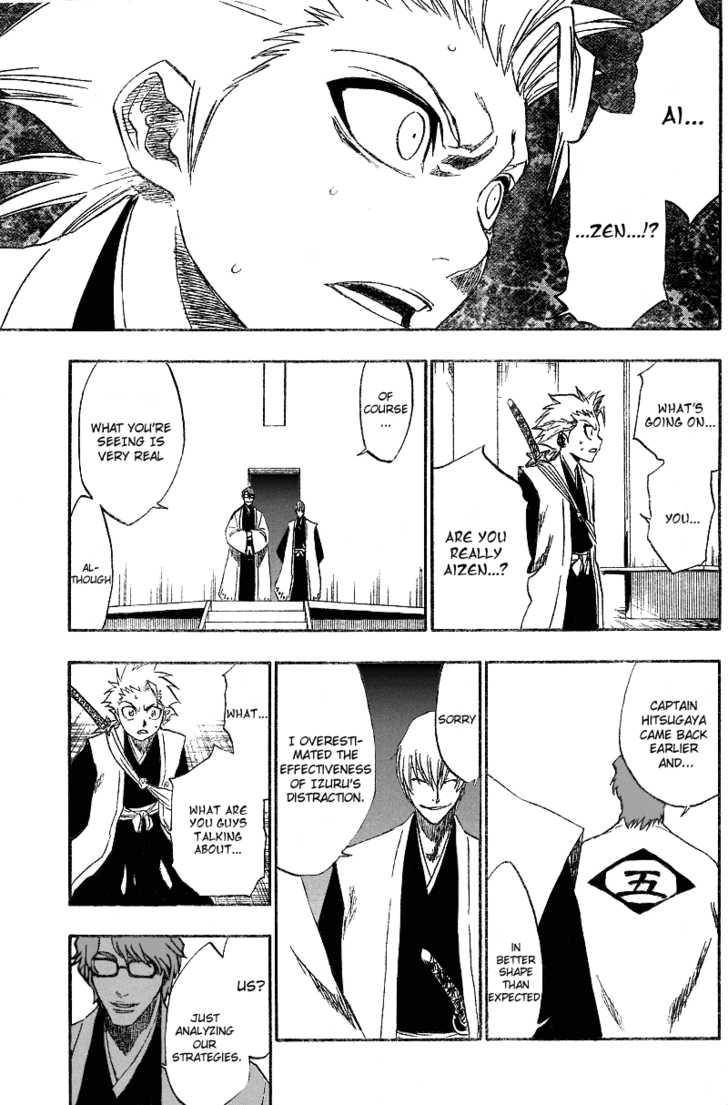 AI...
...ZEN...!?
WHAT'S
GOING ON...
YOU...
ARE YOU
REALLY
AIZEN...?
OF
COURSE
...
WHAT YOU'RE
SEEING IS
VERY REAL
AL-
THOUGH
CAPTAIN
HITSUGAYA
CAME BACK
EARLIER
AND...
五
IN
BETTER
SHAPE
THAN
EXPECTED
SORRY
I OVERESTI-
MATED THE
EFFECTIVENESS
OF IZURU'S
DISTRACTION.
WHAT...
WHAT ARE
YOU GUYS
TALKING
ABOUT...
US?
JUST
ANALYZING
OUR
STRATEGIES.